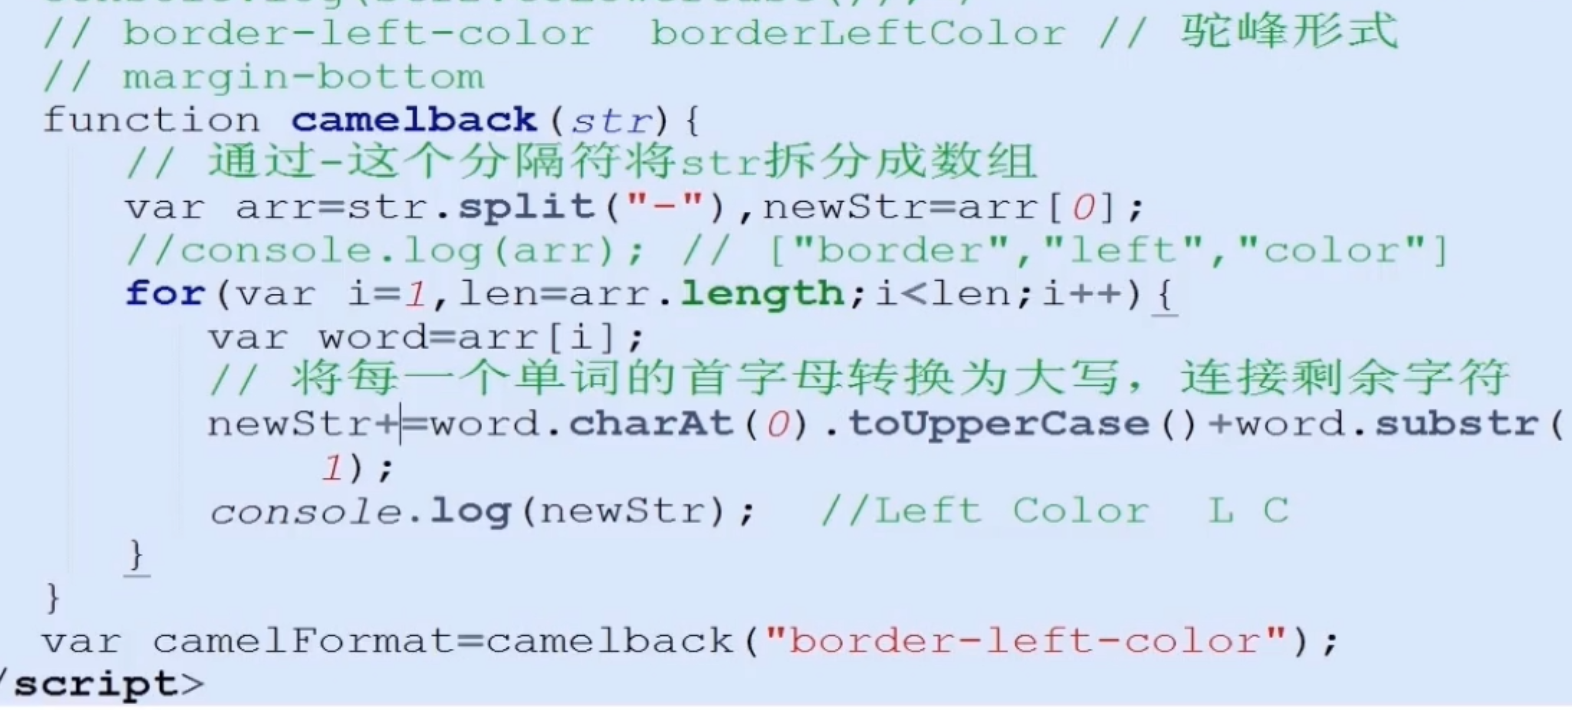 // border-left-color  borderLeftColor // 驼峰形式
// margin-bottom
function camelback(str){
// 通过-这个分隔符将str拆分成数组
var arr=str.split("-"),newStr=arr[0];
//console.log(arr); // ["border","left","color"]
for(var i=1,len=arr.length;i<len;i++){
var word=arr[i];
// 将每一个单词的首字母转换为大写，连接剩余字符
newStr+=word.charAt(0).toUpperCase()+word.substr(
1);
console.log(newStr);  //Left Color  L C
}
}
var camelFormat=camelback("border-left-color");
/script>